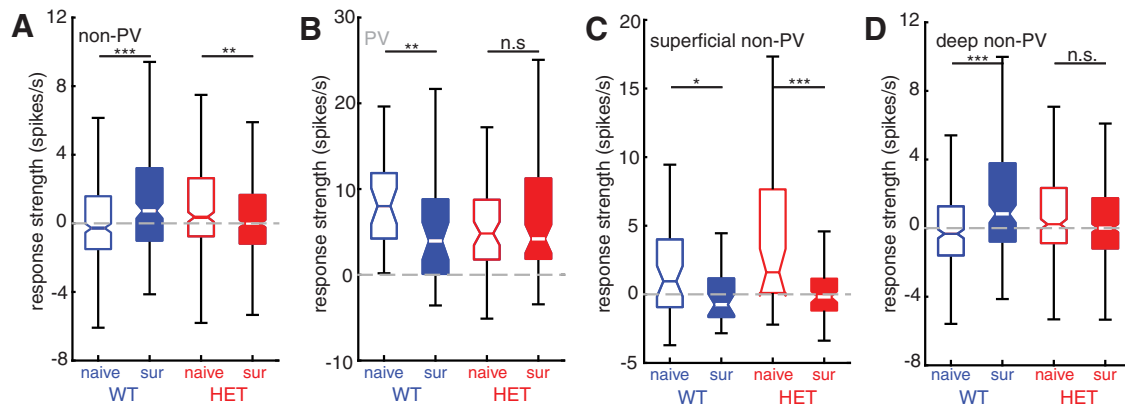 A
non-PV
response strength (spikes/s)
12
8
4
0
-4
-8
***
**
naive
sur
naive
sur
WT
HET
B
PV
response strength (spikes/s)
30
20
10
0
-10
**
n.s
naive
sur
naive
sur
WT
HET
C
superficial non-PV
response strength (spikes/s)
20
15
10
5
0
-5
*
***
naive
sur
naive
sur
WT
HET
D
deep non-PV
response strength (spikes/s)
12
8
4
0
-4
-8
***
n.s.
naive
sur
naive
sur
WT
HET